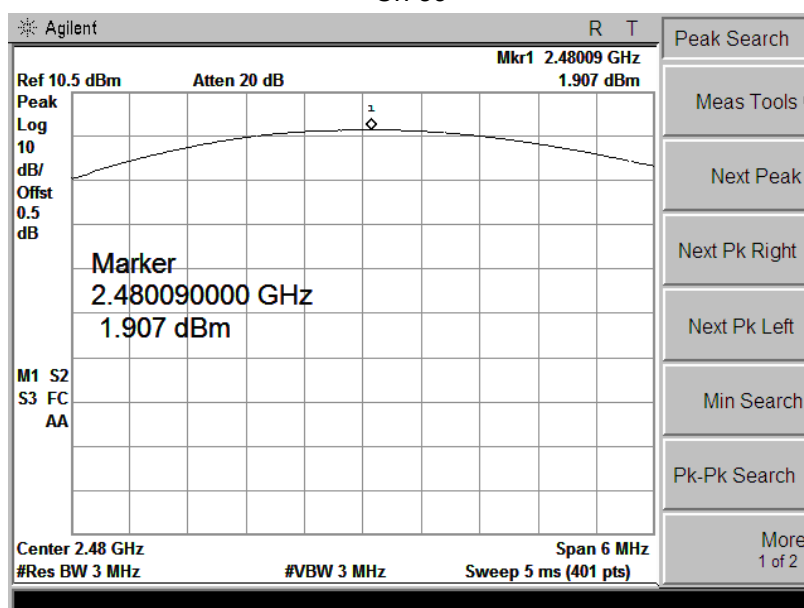 Agilent R T
Mkr1 2.48009 GHz
Ref 10.5 dBm Atten 20 dB 1.907 dBm
Peak
Log
10
dB/
Offst
0.5
dB
1
Marker
2.480090000 GHz
1.907 dBm
M1 S2
S3 FC
AA
Center 2.48 GHz Span 6 MHz
#Res BW 3 MHz #VBW 3 MHz Sweep 5 ms (401 pts)
Peak Search
Meas Tools
Next Peak
Next Pk Right
Next Pk Left
Min Search
Pk-Pk Search
More
1 of 2